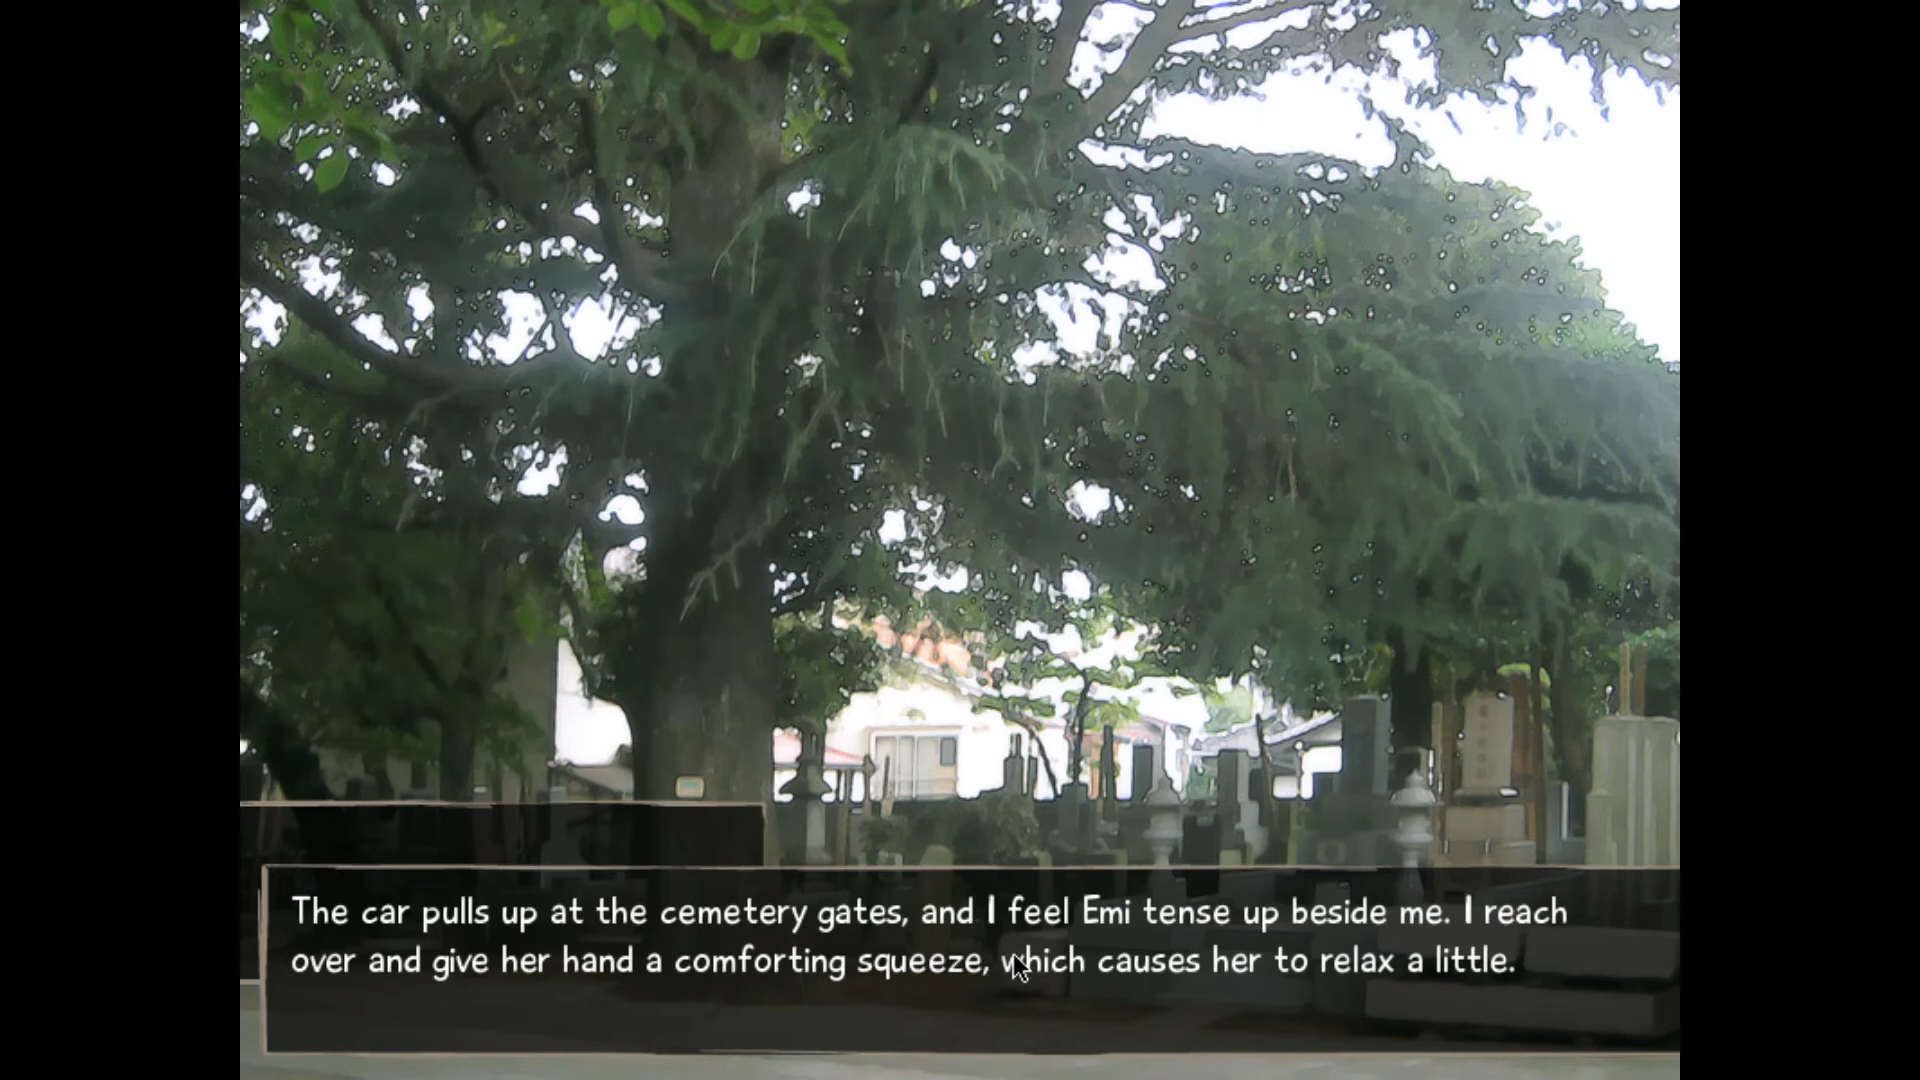 The car pulls up at the cemetery gates, and I feel Emi tense up beside me. I reach
over and give her hand a comforting squeeze, which causes her to relax a little.